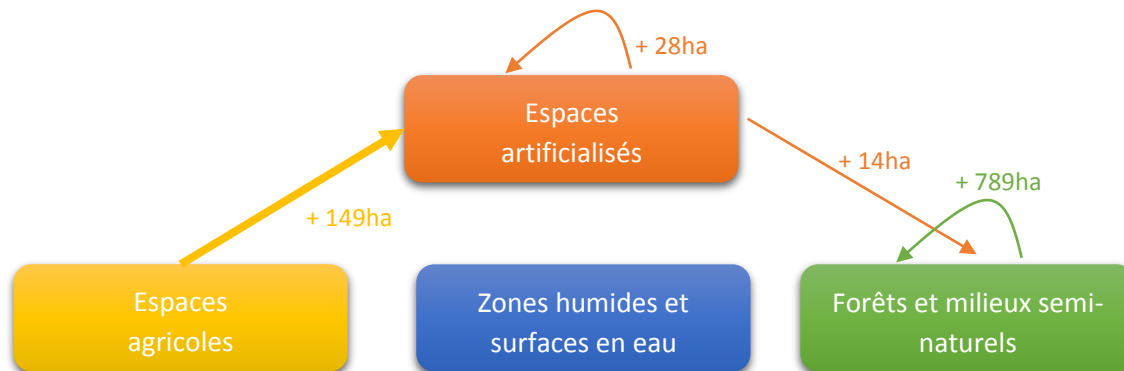 + 28ha
Espaces
artificialisés
+ 14ha
+ 789ha
+ 149ha
Espaces
agricoles
Zones humides et
surfaces en eau
Forêts et milieux semi-
naturels